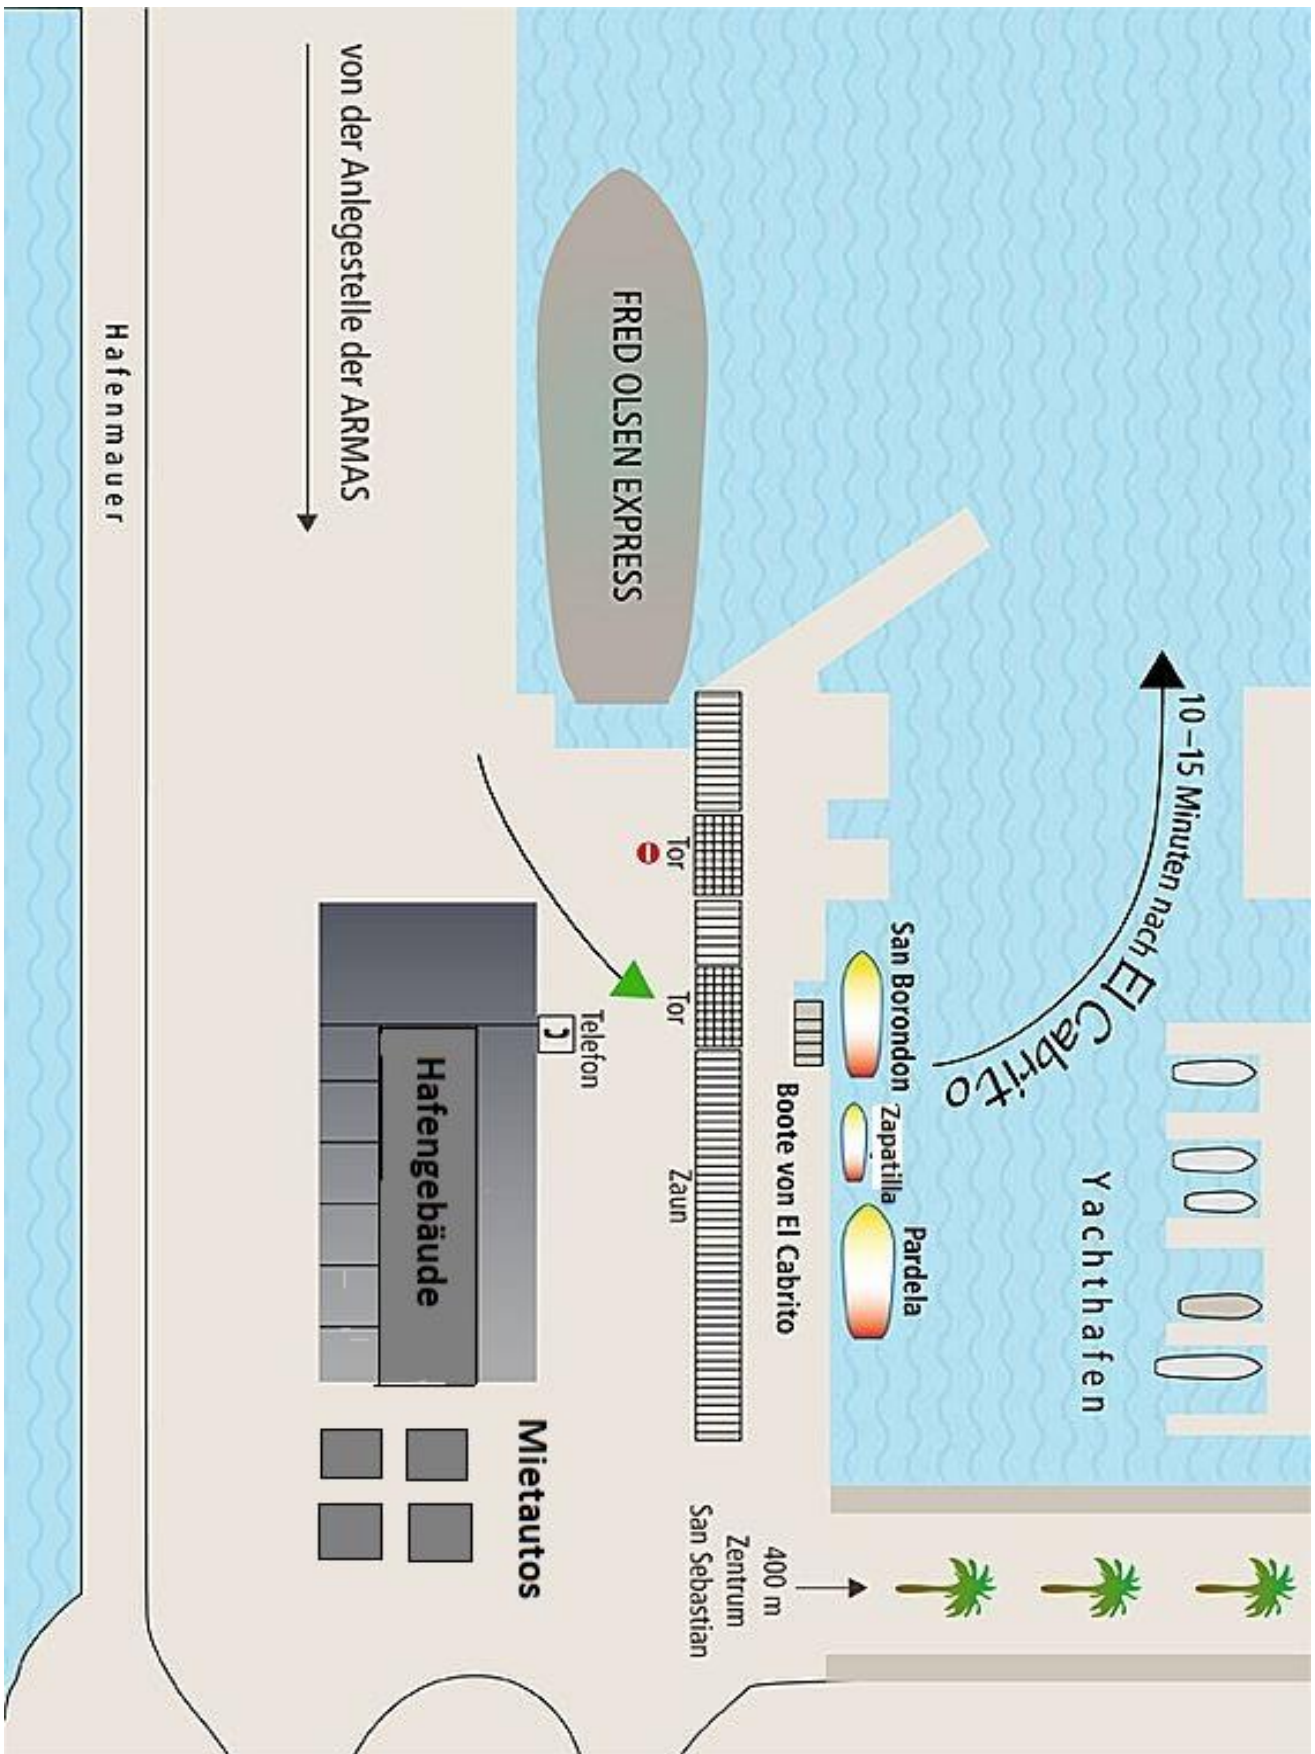 10–15 Minuten nach El Cabrito
Yachthafen
San Borondon
Zapatilla
Pardela
Boote von El Cabrito
400 m
Zentrum
San Sebastian
FRED OLSEN EXPRESS
Tor
Tor
Zaun
Telefon
Mietautos
Hafengebäude
von der Anlegestelle der ARMAS
Hafenmauer